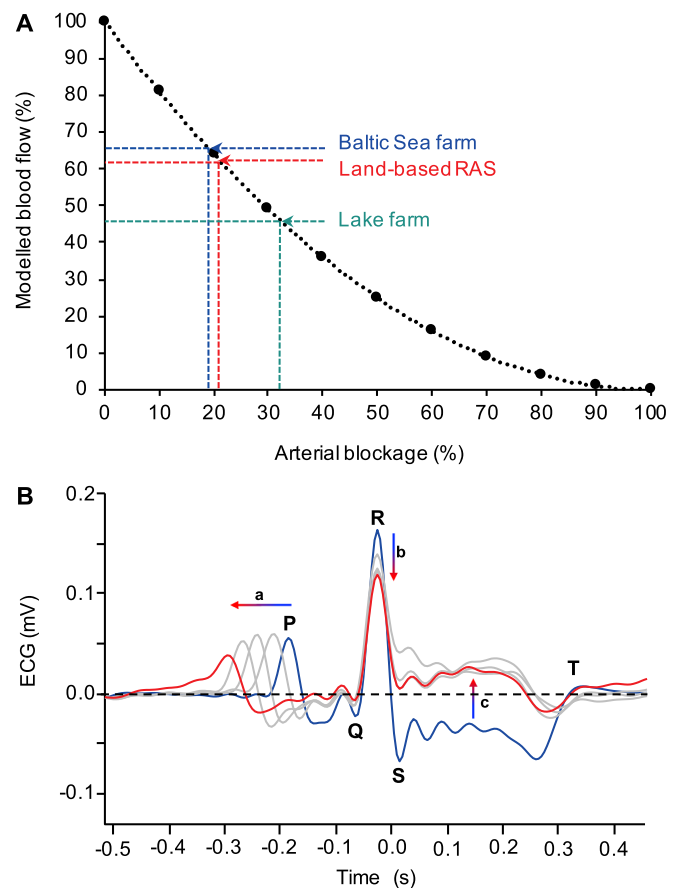 A
100
90
80
70
60
50
40
30
20
10
0
Modelled blood flow (%)
Baltic Sea farm
Land-based RAS
Lake farm
0 10 20 30 40 50 60 70 80 90 100
Arterial blockage (%)
B
0.2
0.1
0.0
-0.1
ECG (mV)
R
b
a
P
T
c
Q
S
-0.5 -0.4 -0.3 -0.2 -0.1 0.0 0.1 0.2 0.3 0.4
Time (s)